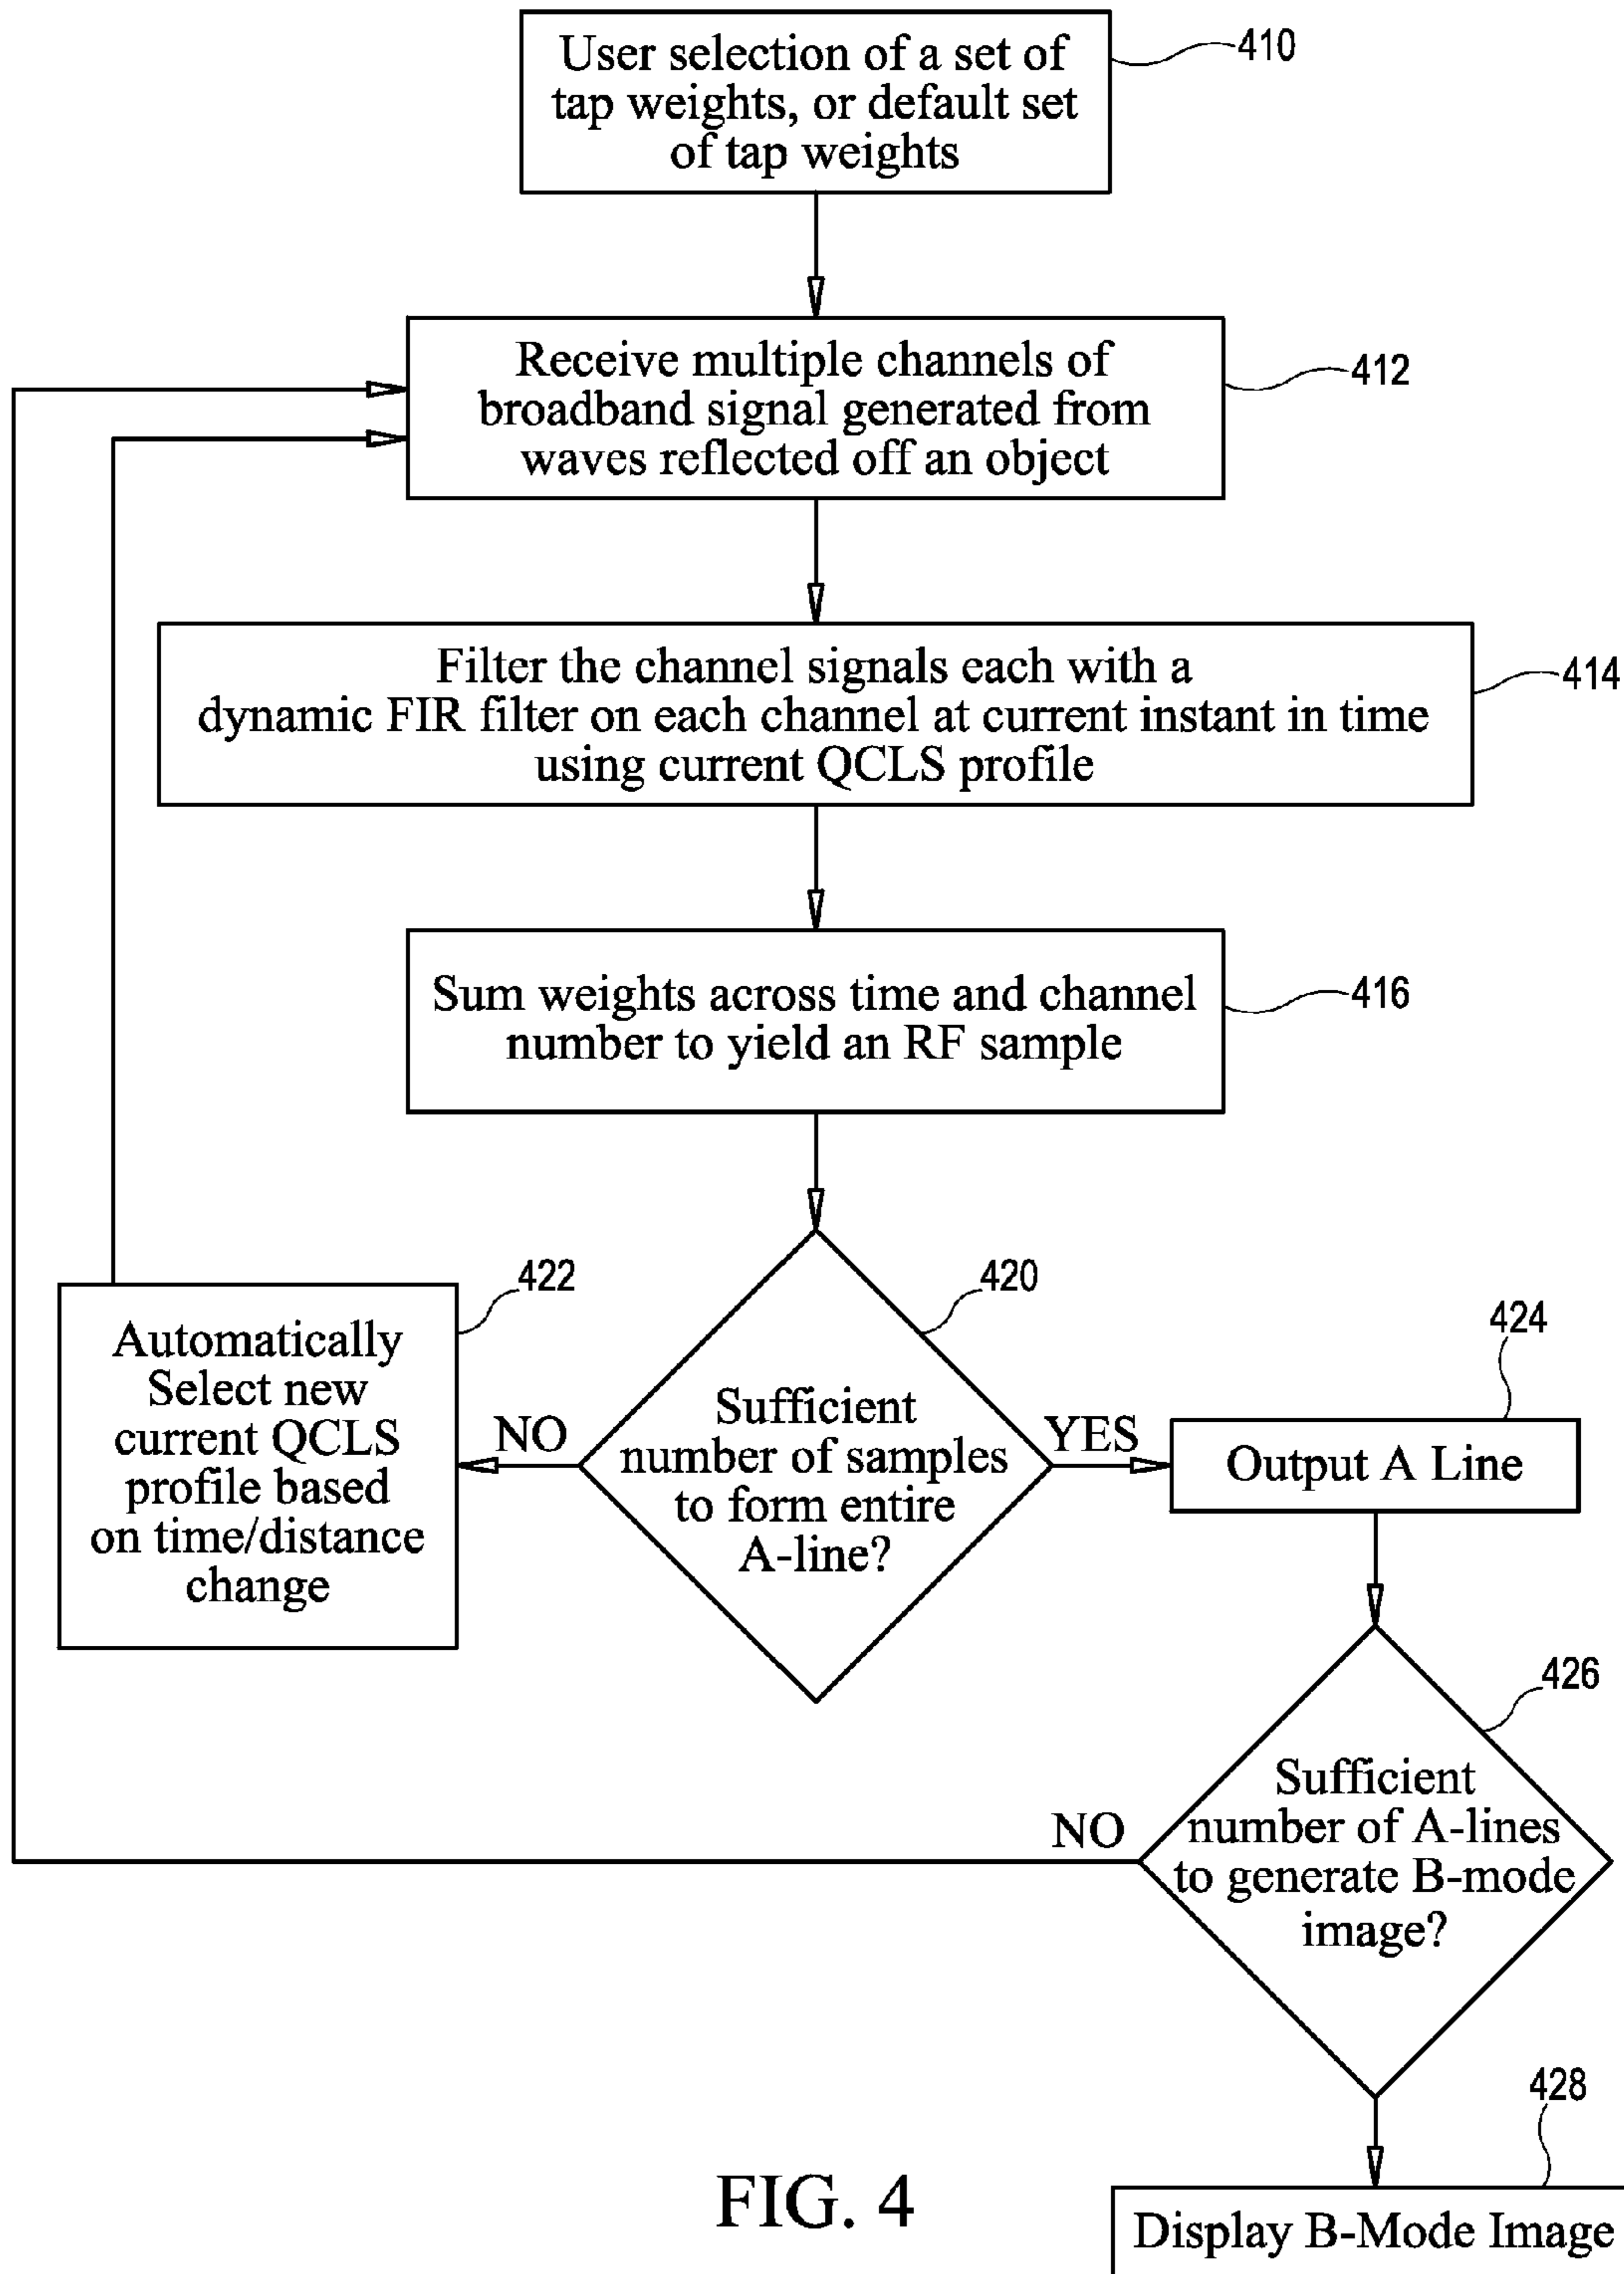 User selection of a set of
tap weights, or default set
of tap weights
410
Receive multiple channels of
broadband signal generated from
waves reflected off an object
412
Filter the channel signals each with a
dynamic FIR filter on each channel at current instant in time
using current QCLS profile
414
Sum weights across time and channel
number to yield an RF sample
416
422
Automatically
Select new
current QCLS
profile based
on time/distance
change
NO
420
Sufficient
number of samples
to form entire
A-line?
YES
424
Output A Line
426
Sufficient
number of A-lines
to generate B-mode
image?
NO
428
Display B-Mode Image
FIG. 4